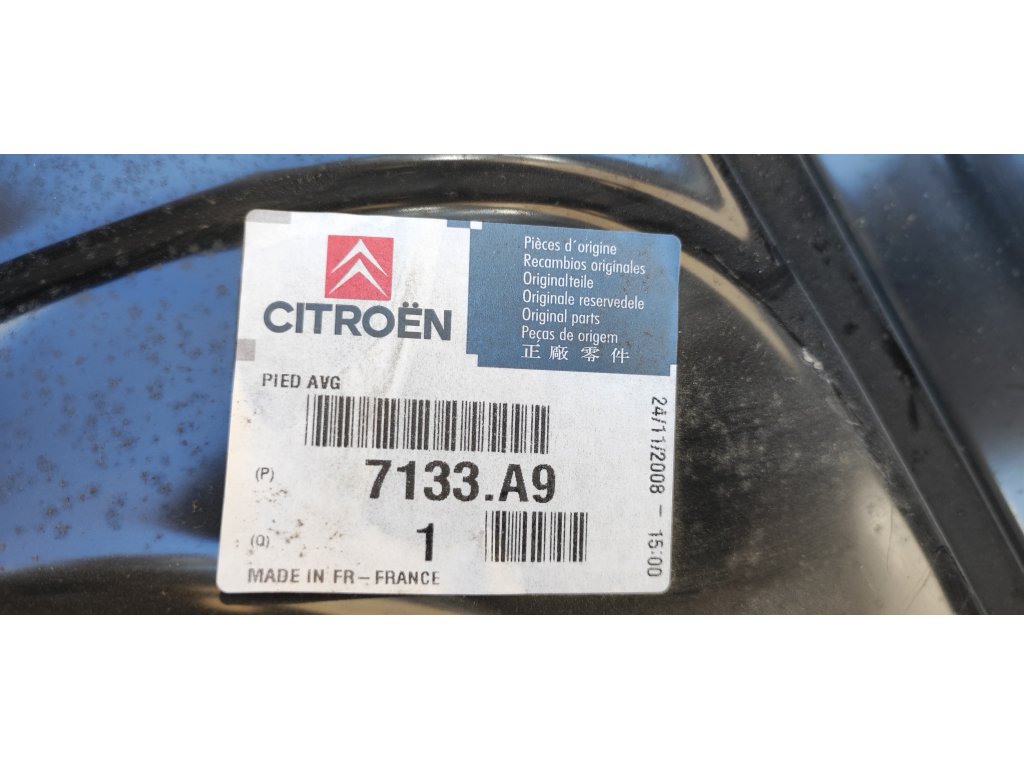 CITROËN
Pièces d'origine
Recambios originales
Originalteile
Originale reservedele
Original parts
Peças de origem
正廠零件
PIED AVG
(P) 7133.A9
(Q) 1
MADE IN FR - FRANCE
24/11/2008 - 15:00